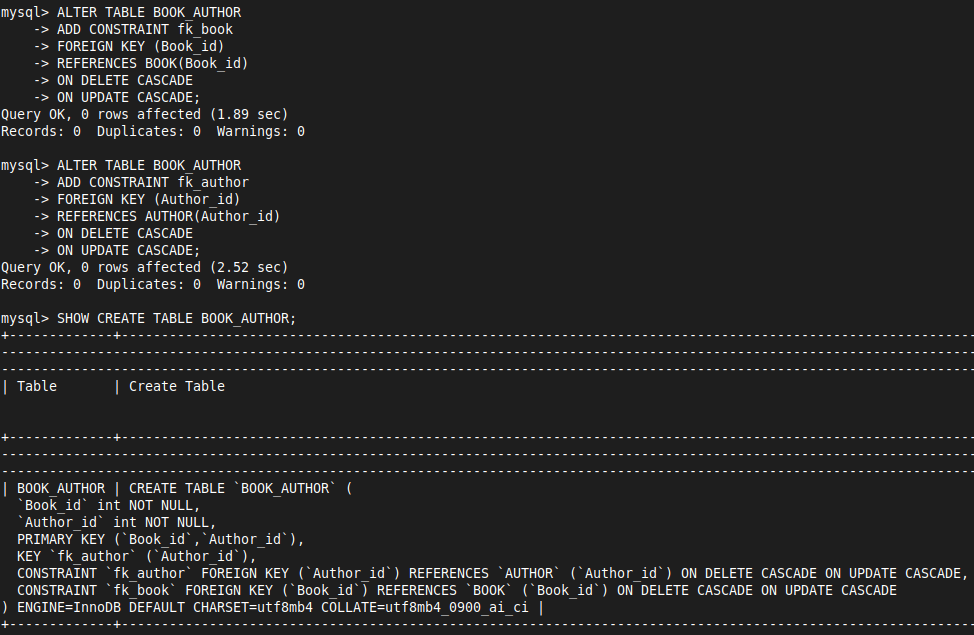 mysql> ALTER TABLE BOOK_AUTHOR
    -> ADD CONSTRAINT fk_book
    -> FOREIGN KEY (Book_id)
    -> REFERENCES BOOK(Book_id)
    -> ON DELETE CASCADE
    -> ON UPDATE CASCADE;
Query OK, 0 rows affected (1.89 sec)
Records: 0  Duplicates: 0  Warnings: 0

mysql> ALTER TABLE BOOK_AUTHOR
    -> ADD CONSTRAINT fk_author
    -> FOREIGN KEY (Author_id)
    -> REFERENCES AUTHOR(Author_id)
    -> ON DELETE CASCADE
    -> ON UPDATE CASCADE;
Query OK, 0 rows affected (2.52 sec)
Records: 0  Duplicates: 0  Warnings: 0

mysql> SHOW CREATE TABLE BOOK_AUTHOR;
+-------------+-----------------------------------------------------------------------------------------------------------
--------------------------------------------------------------------------------------------------------------------------
--------------------------------------------------------------------------------------------------------------------------
| Table       | Create Table


+-------------+-----------------------------------------------------------------------------------------------------------
--------------------------------------------------------------------------------------------------------------------------
--------------------------------------------------------------------------------------------------------------------------
| BOOK_AUTHOR | CREATE TABLE `BOOK_AUTHOR` (
  `Book_id` int NOT NULL,
  `Author_id` int NOT NULL,
  PRIMARY KEY (`Book_id`,`Author_id`),
  KEY `fk_author` (`Author_id`),
  CONSTRAINT `fk_author` FOREIGN KEY (`Author_id`) REFERENCES `AUTHOR` (`Author_id`) ON DELETE CASCADE ON UPDATE CASCADE,
  CONSTRAINT `fk_book` FOREIGN KEY (`Book_id`) REFERENCES `BOOK` (`Book_id`) ON DELETE CASCADE ON UPDATE CASCADE
) ENGINE=InnoDB DEFAULT CHARSET=utf8mb4 COLLATE=utf8mb4_0900_ai_ci |
+-------------+-----------------------------------------------------------------------------------------------------------